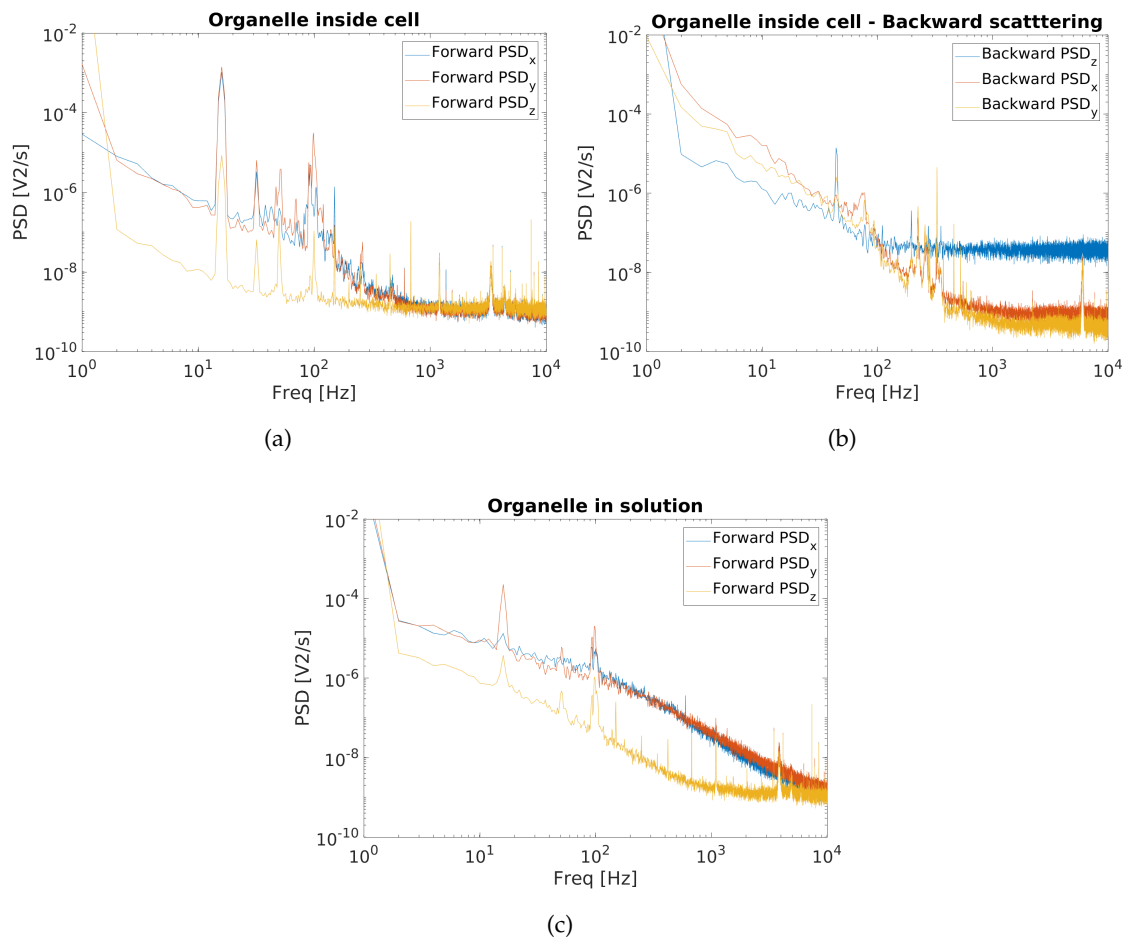 Organelle inside cell
Forward PSD_x
Forward PSD_y
Forward PSD_z
PSD [V2/s]
10^-2
10^-4
10^-6
10^-8
10^-10
10^0 10^1 10^2 10^3 10^4
Freq [Hz]
(a)
Organelle inside cell - Backward scatttering
Backward PSD_z
Backward PSD_x
Backward PSD_y
PSD [V2/s]
10^-2
10^-4
10^-6
10^-8
10^-10
10^0 10^1 10^2 10^3 10^4
Freq [Hz]
(b)
Organelle in solution
Forward PSD_x
Forward PSD_y
Forward PSD_z
PSD [V2/s]
10^-2
10^-4
10^-6
10^-8
10^-10
10^0 10^1 10^2 10^3 10^4
Freq [Hz]
(c)